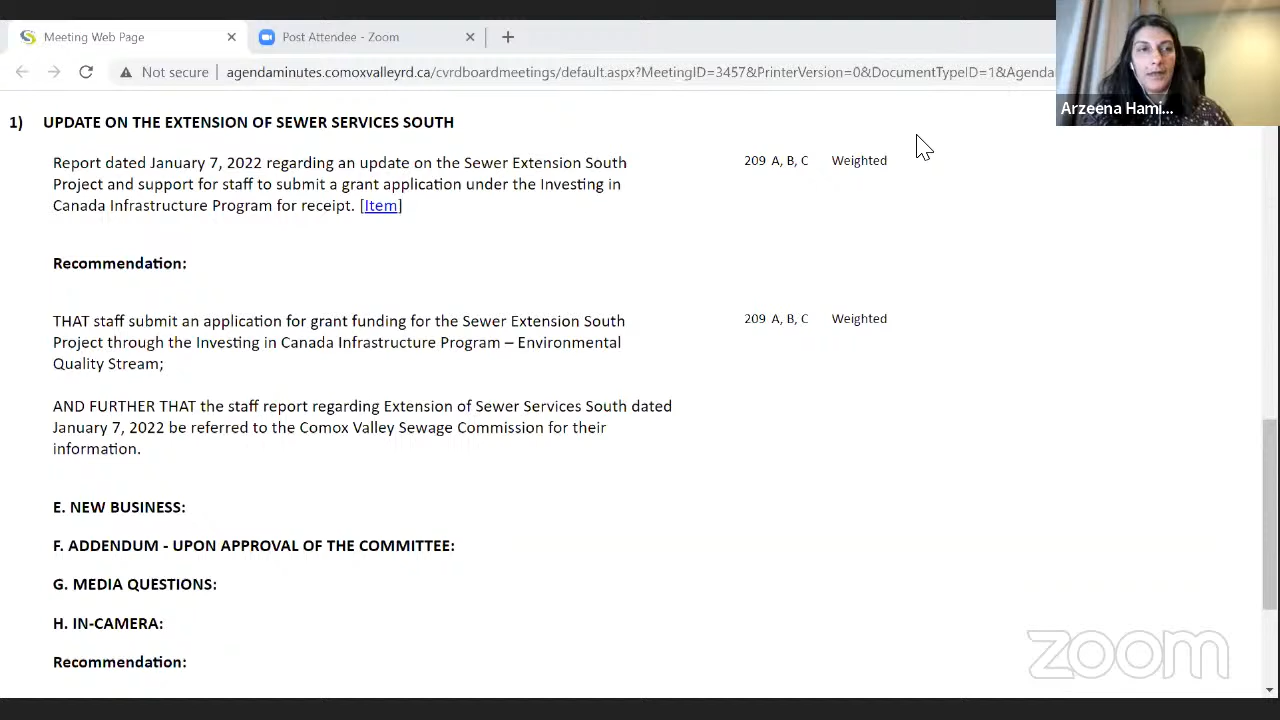 Meeting Web Page
Post Attendee - Zoom
Not secure
agendaminutes.comoxvalleyrd.ca/cvrdboardmeetings/default.aspx?MeetingID=3457&PrinterVersion=0&DocumentTypeID=1&Agenda
Arzeena Hami...
1) UPDATE ON THE EXTENSION OF SEWER SERVICES SOUTH
Report dated January 7, 2022 regarding an update on the Sewer Extension South 209 A, B, C Weighted
Project and support for staff to submit a grant application under the Investing in
Canada Infrastructure Program for receipt. [Item]
Recommendation:
THAT staff submit an application for grant funding for the Sewer Extension South 209 A, B, C Weighted
Project through the Investing in Canada Infrastructure Program – Environmental
Quality Stream;
AND FURTHER THAT the staff report regarding Extension of Sewer Services South dated
January 7, 2022 be referred to the Comox Valley Sewage Commission for their
information.
E. NEW BUSINESS:
F. ADDENDUM - UPON APPROVAL OF THE COMMITTEE:
G. MEDIA QUESTIONS:
H. IN-CAMERA:
Recommendation:
zoom